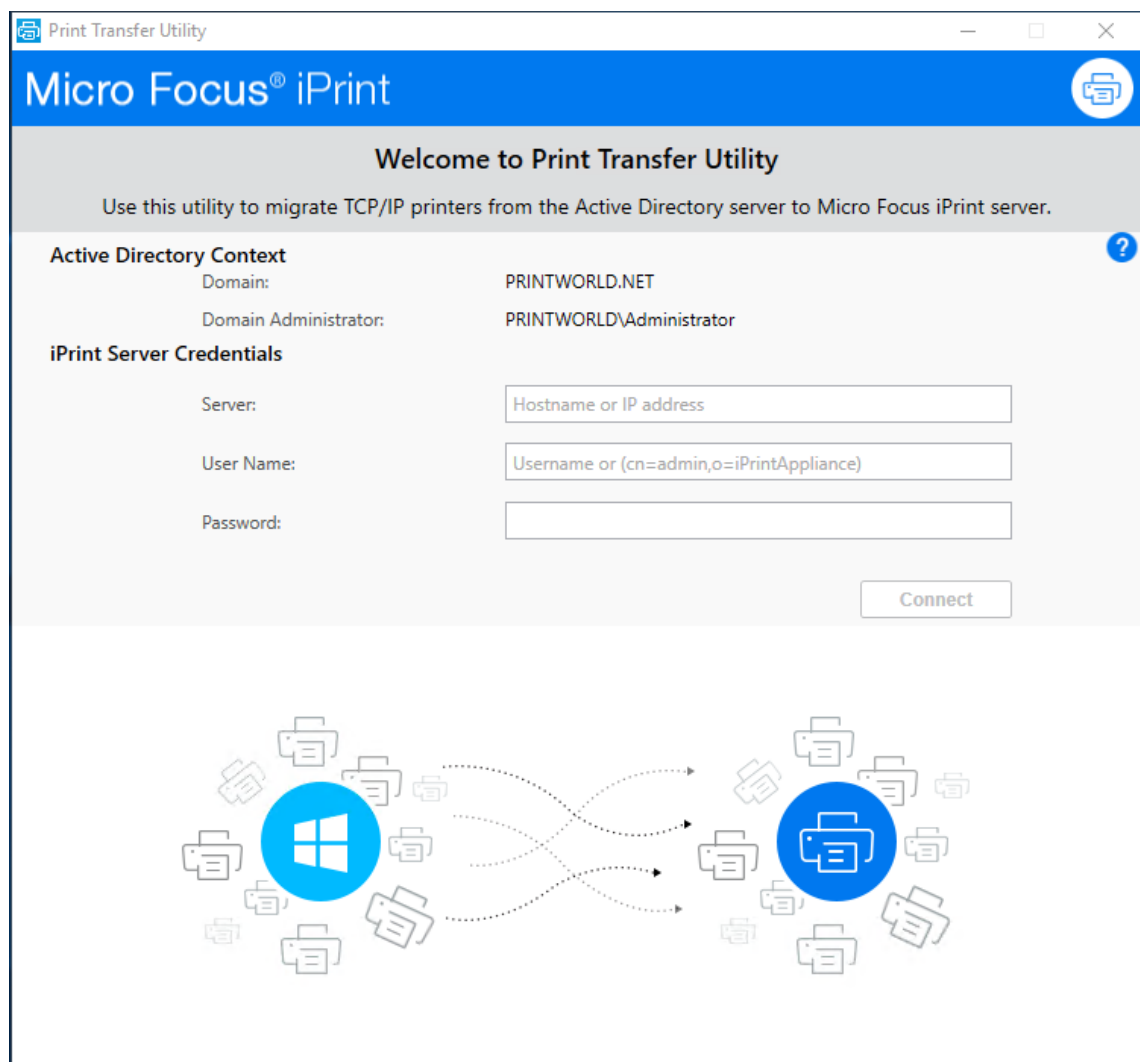 Print Transfer Utility
Micro Focus® iPrint
Welcome to Print Transfer Utility
Use this utility to migrate TCP/IP printers from the Active Directory server to Micro Focus iPrint server.
?
Active Directory Context
Domain: PRINTWORLD.NET
Domain Administrator: PRINTWORLD\Administrator
iPrint Server Credentials
Server: Hostname or IP address
User Name: Username or (cn=admin,o=iPrintAppliance)
Password:
Connect